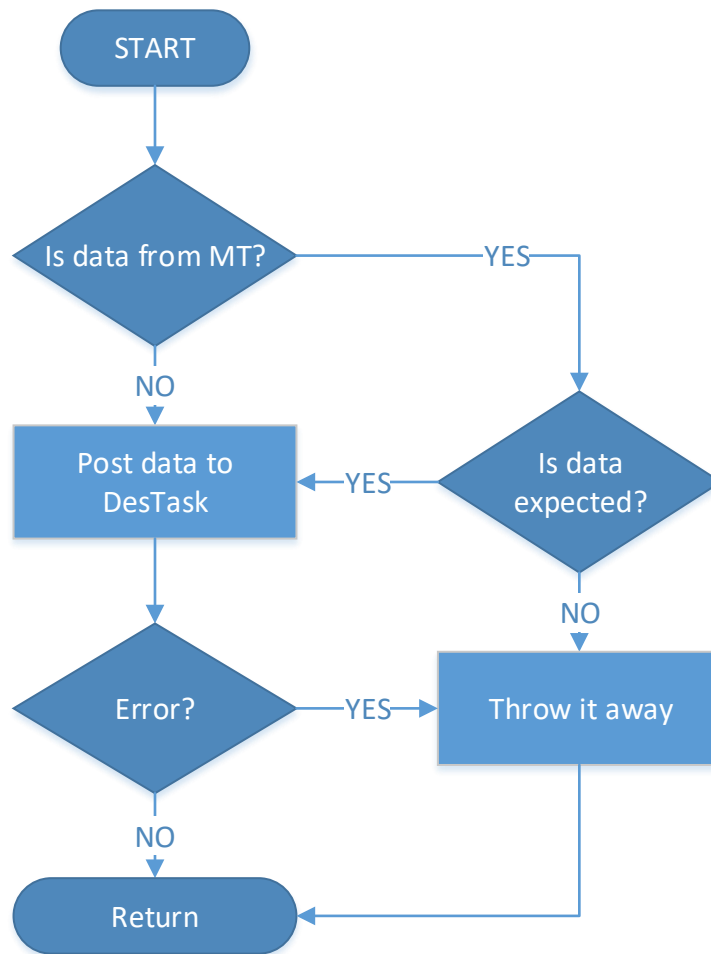 START
Is data from MT?
YES
NO
Post data to
DesTask
YES
Is data
expected?
NO
Error?
YES
Throw it away
NO
Return